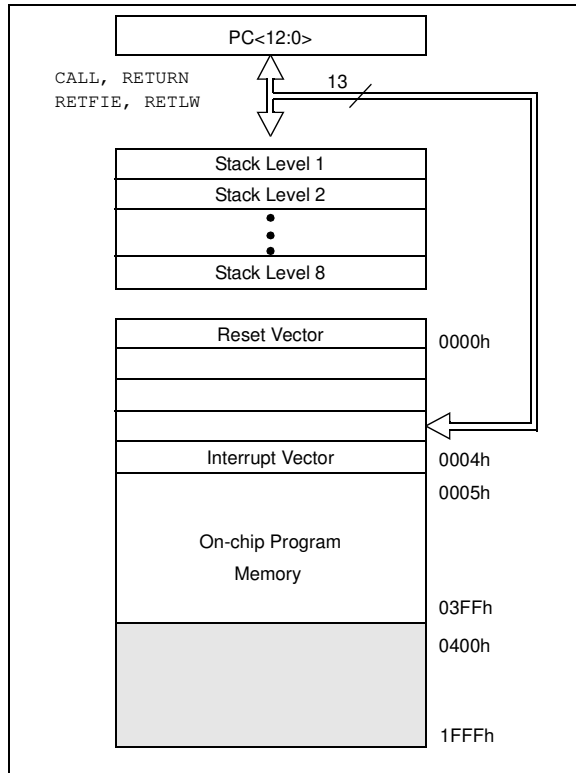 PC<12:0>
CALL, RETURN
RETFIE, RETLW
13
Stack Level 1
Stack Level 2
Stack Level 8
Reset Vector
0000h
Interrupt Vector
0004h
0005h
On-chip Program
Memory
03FFh
0400h
1FFFh